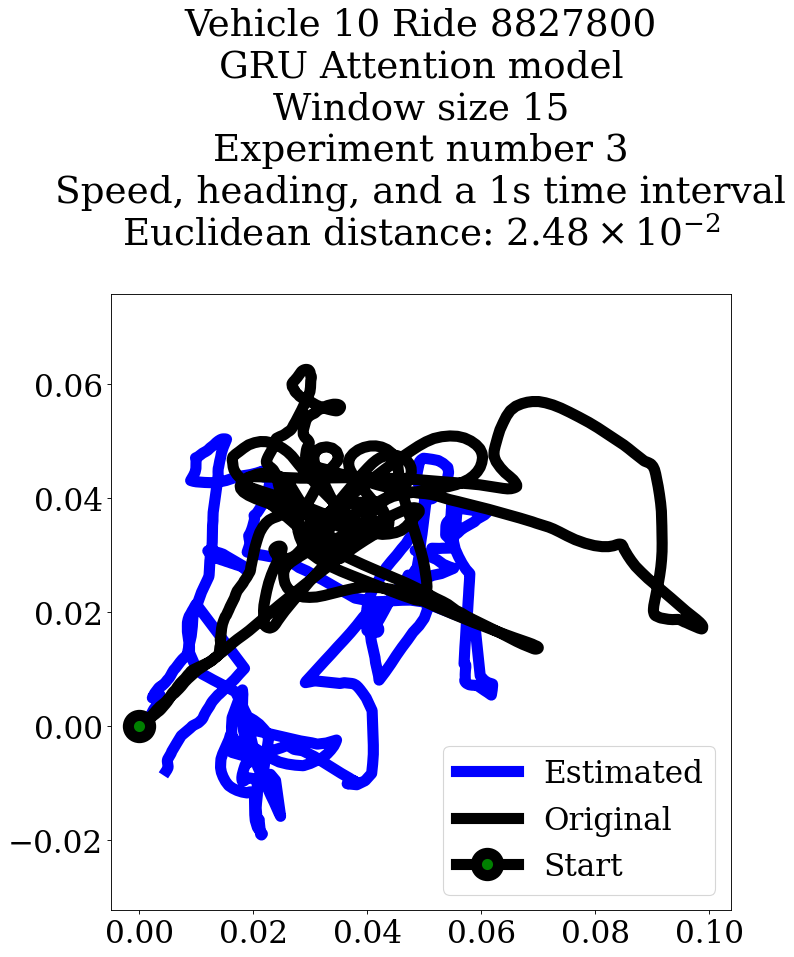 Vehicle 10 Ride 8827800
GRU Attention model
Window size 15
Experiment number 3
Speed, heading, and a 1s time interval
Euclidean distance: 2.48 × 10⁻²
0.06
0.04
0.02
0.00
−0.02
Estimated
Original
Start
0.00 0.02 0.04 0.06 0.08 0.10